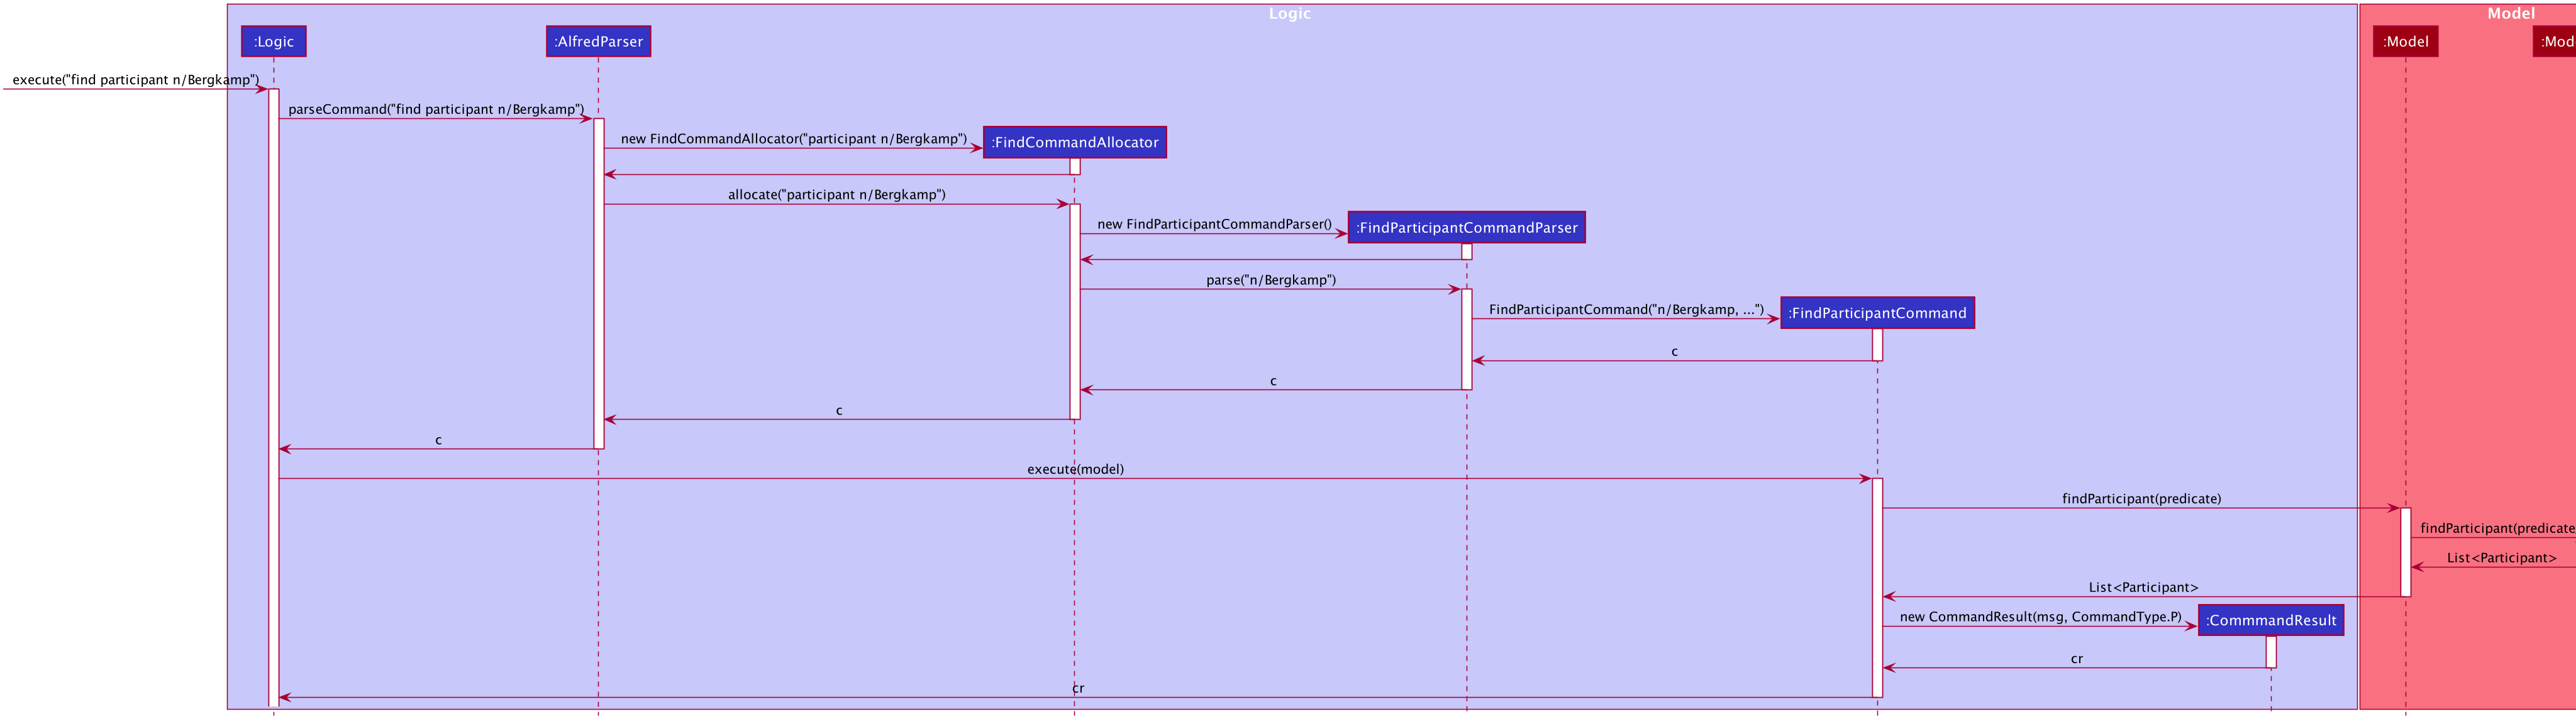 Logic
Model
:Logic
:AlfredParser
:Model
:Mod
execute("find participant n/Bergkamp")
parseCommand("find participant n/Bergkamp")
new FindCommandAllocator("participant n/Bergkamp")
:FindCommandAllocator
allocate("participant n/Bergkamp")
new FindParticipantCommandParser()
:FindParticipantCommandParser
parse("n/Bergkamp")
FindParticipantCommand("n/Bergkamp, ...")
:FindParticipantCommand
c
c
c
c
execute(model)
findParticipant(predicate)
findParticipant(predicate
List<Participant>
List<Participant>
new CommandResult(msg, CommandType.P)
:CommmandResult
cr
cr